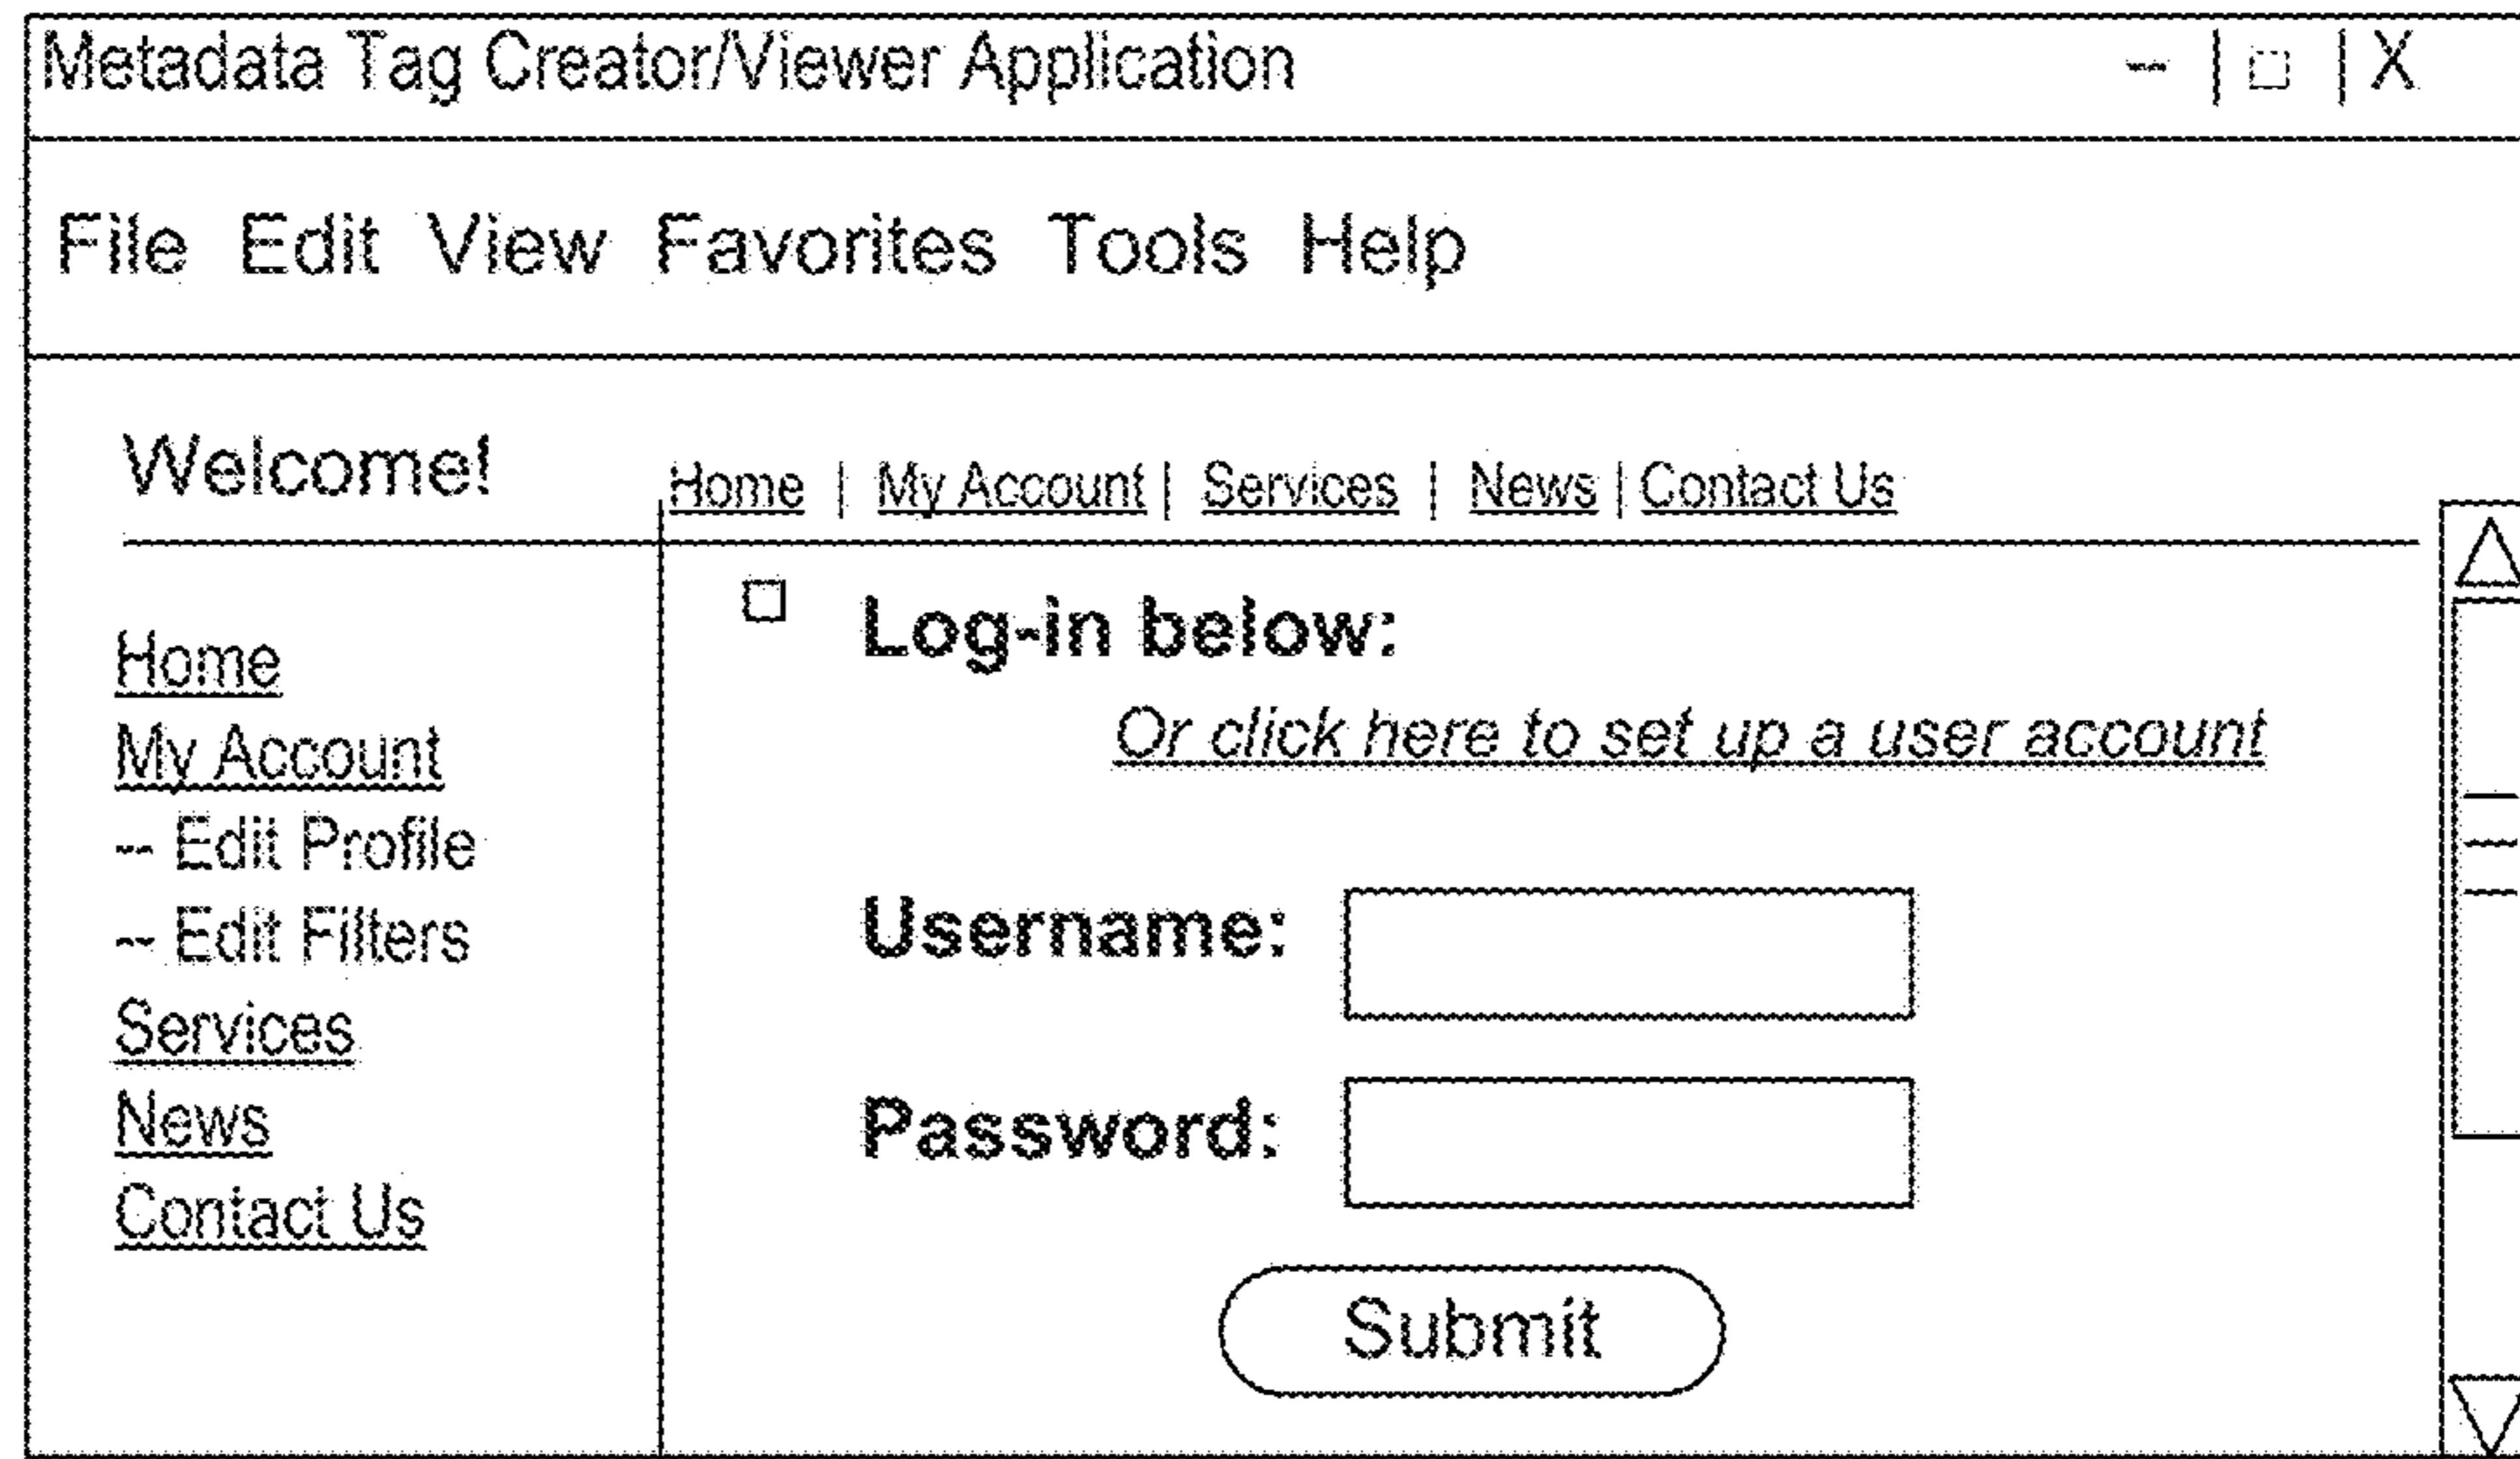 Metadata Tag Creator/Viewer Application - | □ | X
File Edit View Favorites Tools Help
Welcome!
Home | My Account | Services | News | Contact Us
Home
My Account
-- Edit Profile
-- Edit Filters
Services
News
Contact Us
Log-in below:
Or click here to set up a user account
Username:
Password:
Submit